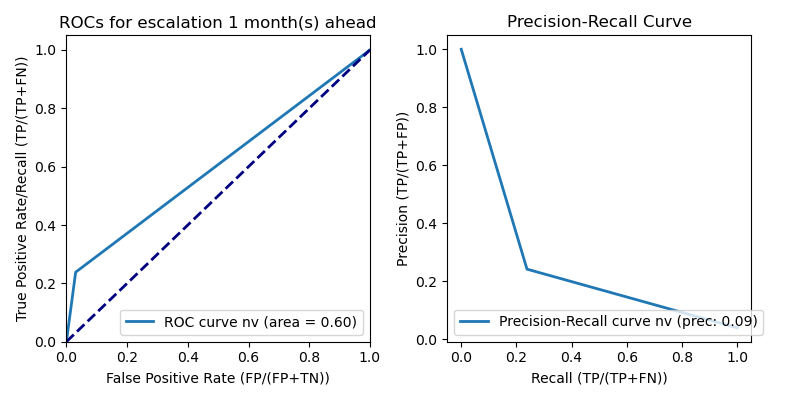 ROCs for escalation 1 month(s) ahead
True Positive Rate/Recall (TP/(TP+FN))
1.0
0.8
0.6
0.4
0.2
0.0
0.0 0.2 0.4 0.6 0.8 1.0
ROC curve nv (area = 0.60)
False Positive Rate (FP/(FP+TN))
Precision-Recall Curve
Precision (TP/(TP+FP))
1.0
0.8
0.6
0.4
0.2
0.0
0.0 0.2 0.4 0.6 0.8 1.0
Precision-Recall curve nv (prec= 0.09)
Recall (TP/(TP+FN))